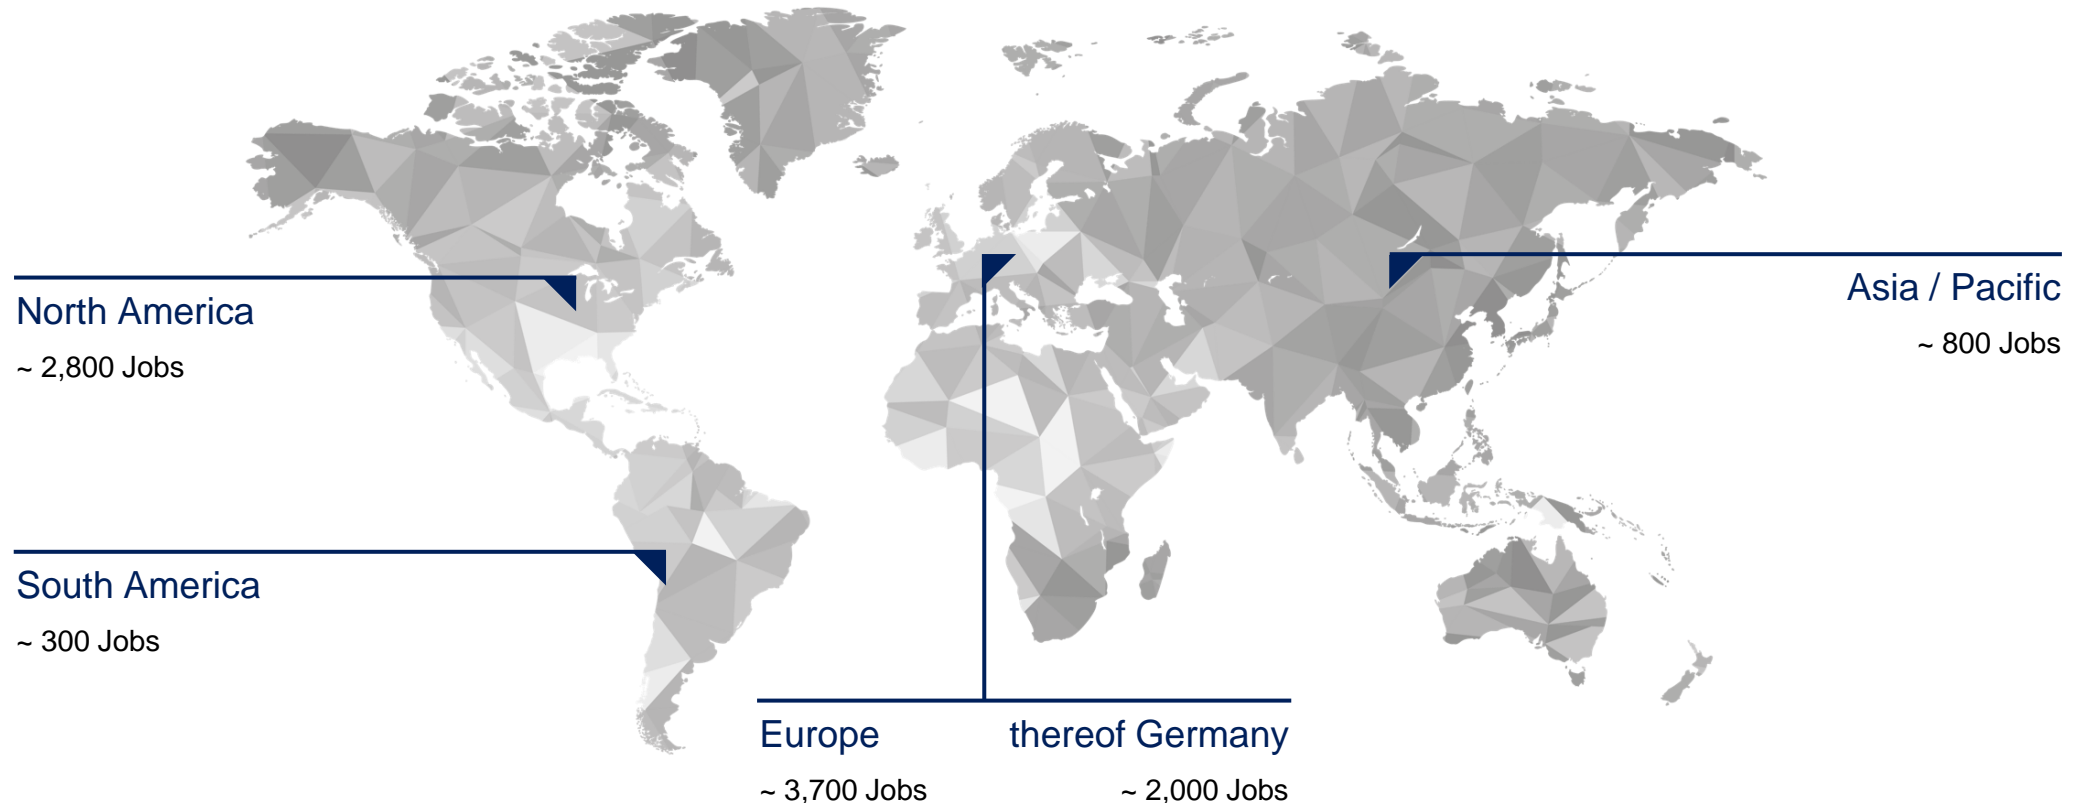 North America
~ 2,800 Jobs
South America
~ 300 Jobs
Europe
~ 3,700 Jobs
thereof Germany
~ 2,000 Jobs
Asia / Pacific
~ 800 Jobs